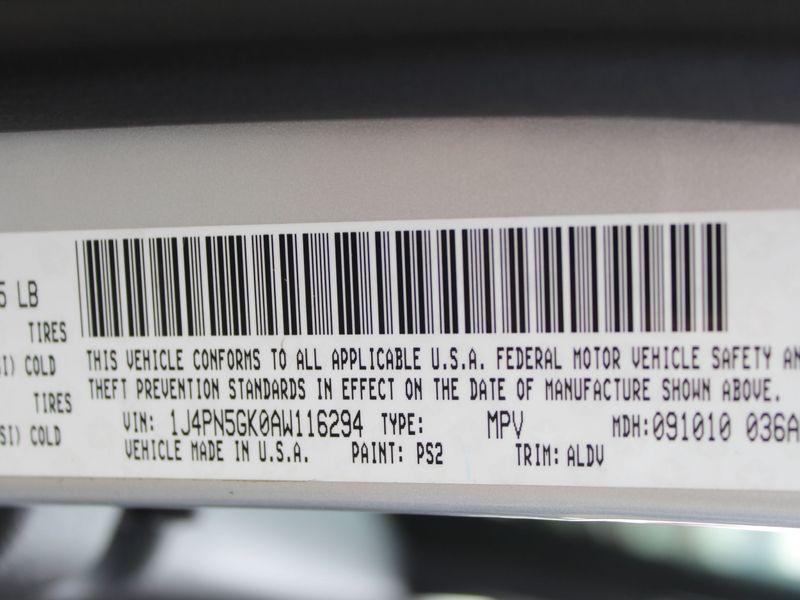 5 LB
TIRES
SI) COLD
TIRES
SI) COLD
THIS VEHICLE CONFORMS TO ALL APPLICABLE U.S.A. FEDERAL MOTOR VEHICLE SAFETY AN
THEFT PREVENTION STANDARDS IN EFFECT ON THE DATE OF MANUFACTURE SHOWN ABOVE.
VIN: 1J4PN5GK0AW116294 TYPE: MPV MDH:091010 036A
VEHICLE MADE IN U.S.A. PAINT: PS2 TRIM: ALDV